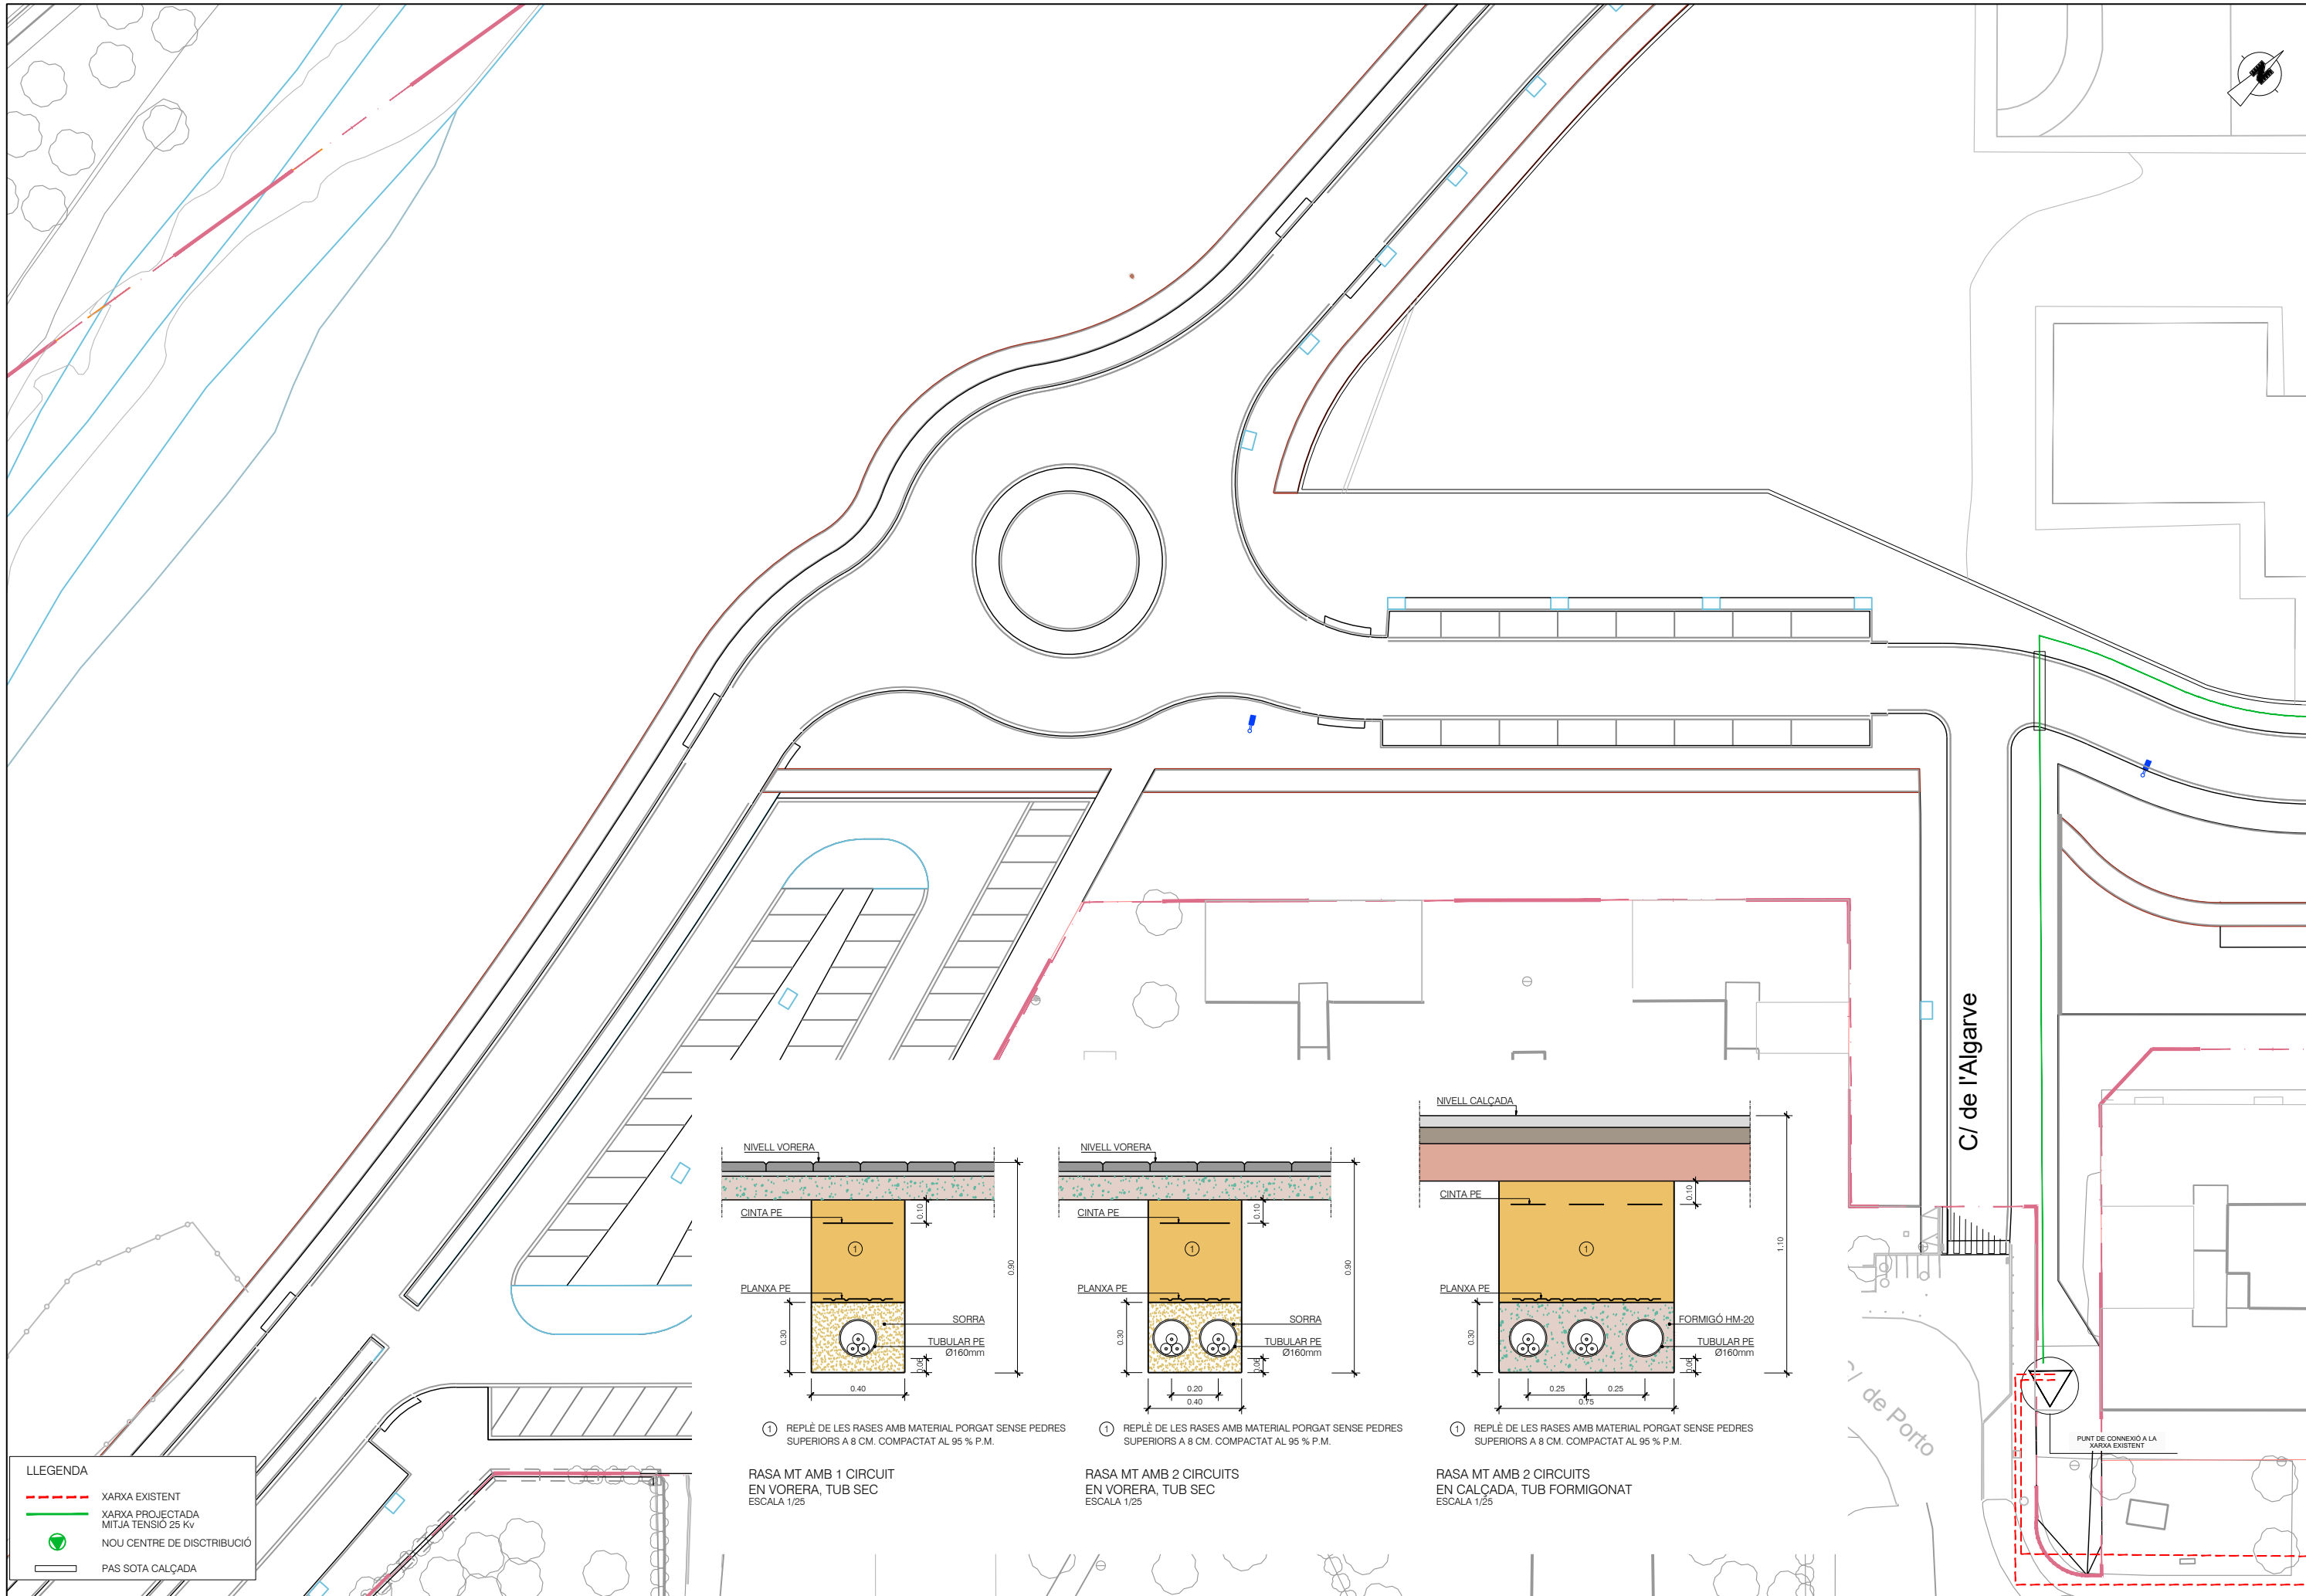 N
C/ de l'Algarve
NIVELL VORERA
CINTA PE
0.10
1
0.90
PLANXA PE
0.30
SORRA
TUBULAR PE
Ø160mm
0.06
0.40
1 REPLÈ DE LES RASES AMB MATERIAL PORGAT SENSE PEDRES
SUPERIORS A 8 CM. COMPACTAT AL 95 % P.M.
RASA MT AMB 1 CIRCUIT
EN VORERA, TUB SEC
ESCALA 1/25
NIVELL VORERA
CINTA PE
0.10
1
0.90
PLANXA PE
0.30
SORRA
TUBULAR PE
Ø160mm
0.06
0.20
0.40
1 REPLÈ DE LES RASES AMB MATERIAL PORGAT SENSE PEDRES
SUPERIORS A 8 CM. COMPACTAT AL 95 % P.M.
RASA MT AMB 2 CIRCUITS
EN VORERA, TUB SEC
ESCALA 1/25
NIVELL CALÇADA
CINTA PE
0.10
1
1.10
PLANXA PE
0.30
FORMIGÓ HM-20
TUBULAR PE
Ø160mm
0.06
0.25
0.25
0.75
1 REPLÈ DE LES RASES AMB MATERIAL PORGAT SENSE PEDRES
SUPERIORS A 8 CM. COMPACTAT AL 95 % P.M.
RASA MT AMB 2 CIRCUITS
EN CALÇADA, TUB FORMIGONAT
ESCALA 1/25
C/ de Porto
PUNT DE CONNEXIÓ A LA
XARXA EXISTENT
LLEGENDA
XARXA EXISTENT
XARXA PROJECTADA
MITJA TENSIÓ 25 Kv
NOU CENTRE DE DISCTRIBUCIÓ
PAS SOTA CALÇADA